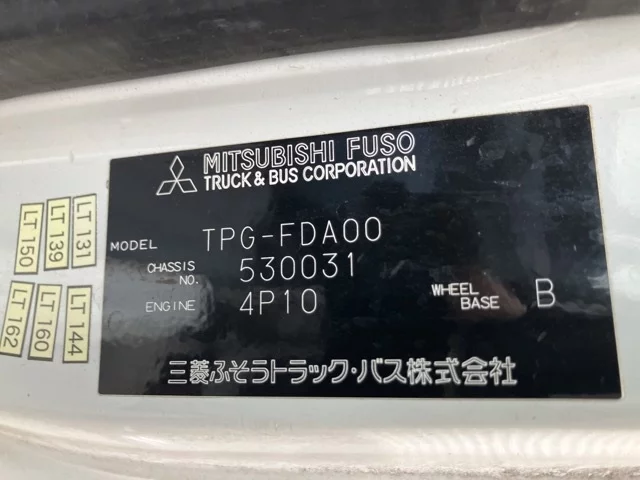 MITSUBISHI FUSO
TRUCK & BUS CORPORATION
MODEL TPG-FDA00
CHASSIS NO. 530031
ENGINE 4P10 WHEEL BASE B
三菱ふそうトラック・バス株式会社
LT 150
LT 139
LT 131
LT 162
LT 160
LT 144